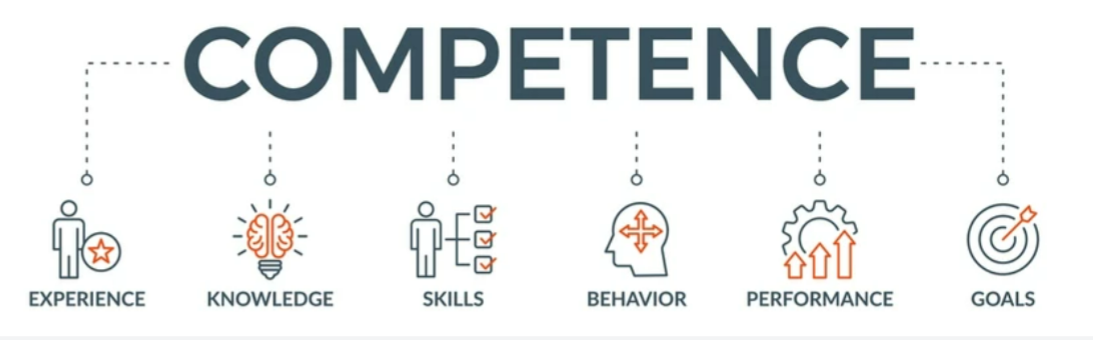 COMPETENCE
EXPERIENCE KNOWLEDGE SKILLS BEHAVIOR PERFORMANCE GOALS